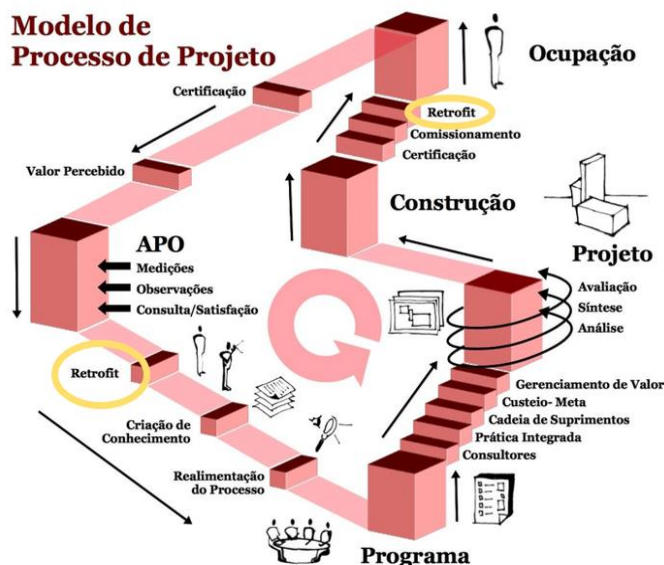 Modelo de
Processo de Projeto
Ocupação
Certificação
Retrofit
Comissionamento
Certificação
Valor Percebido
Construção
Projeto
APO
Medições
Observações
Consulta/Satisfação
Avaliação
Síntese
Análise
Retrofit
Gerenciamento de Valor
Custeio- Meta
Cadeia de Suprimentos
Prática Integrada
Consultores
Criação de
Conhecimento
Realimentação
do Processo
Programa